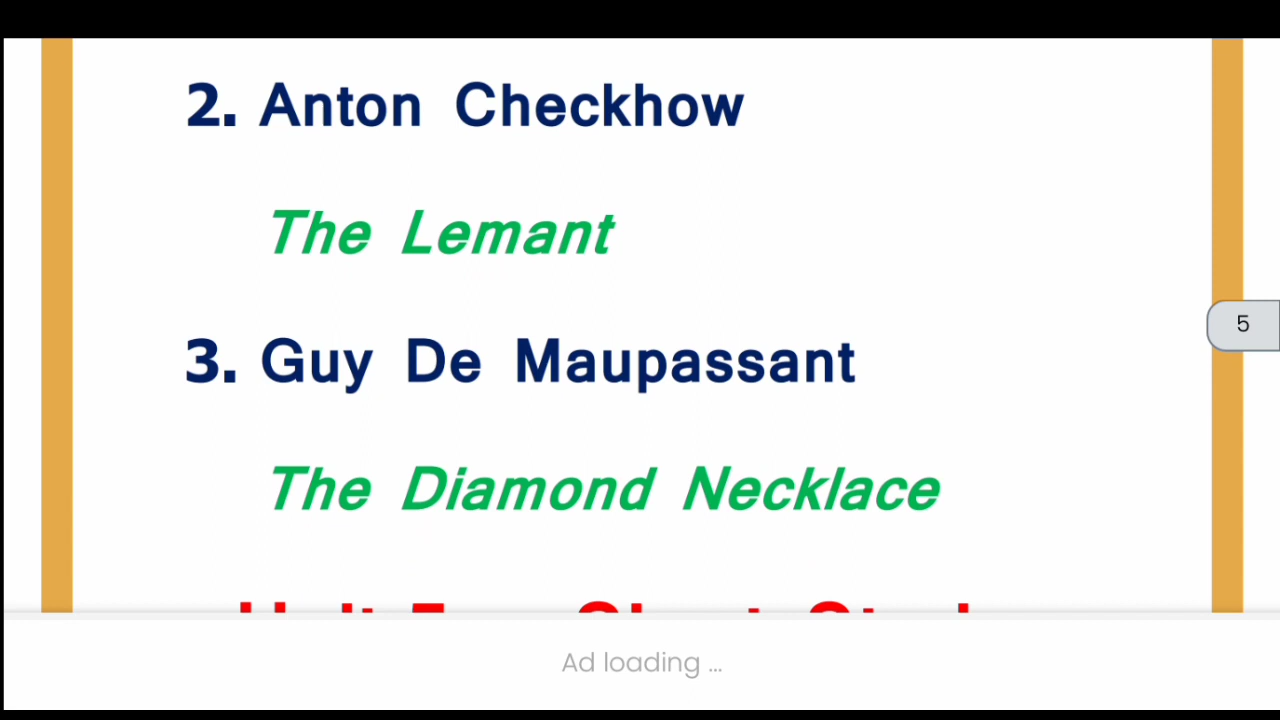 2. Anton Checkhow
The Lemant
3. Guy De Maupassant
5
The Diamond Necklace
Ad loading ...